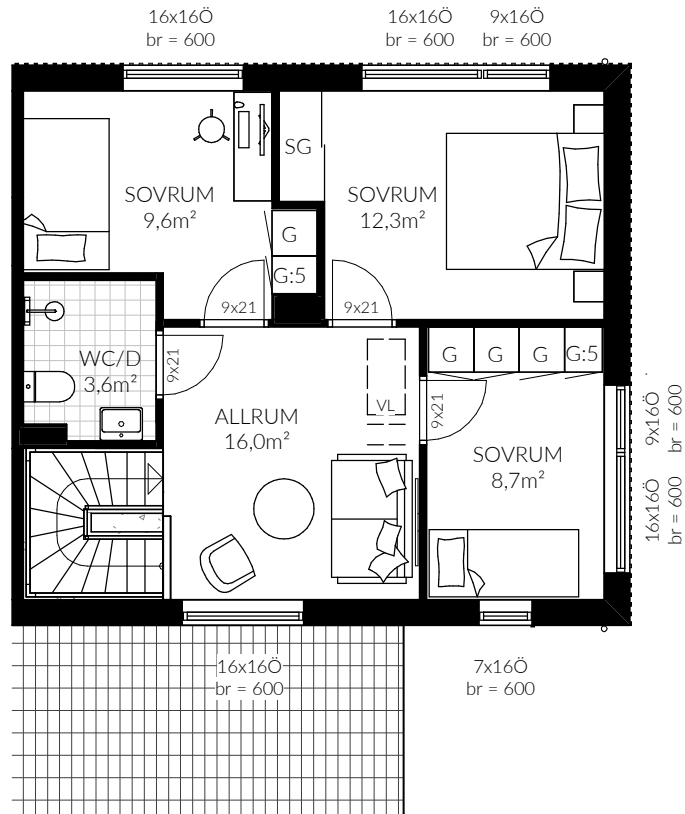 16x16Ö
br = 600
16x16Ö
br = 600
9x16Ö
br = 600
SG
SOVRUM
9,6m²
SOVRUM
12,3m²
G
G:5
9x21
9x21
WC/D
3,6m²
9x21
G
G
G
G:5
VL
9x21
ALLRUM
16,0m²
SOVRUM
8,7m²
9x16Ö
br = 600
16x16Ö
br = 600
16x16Ö
br = 600
7x16Ö
br = 600